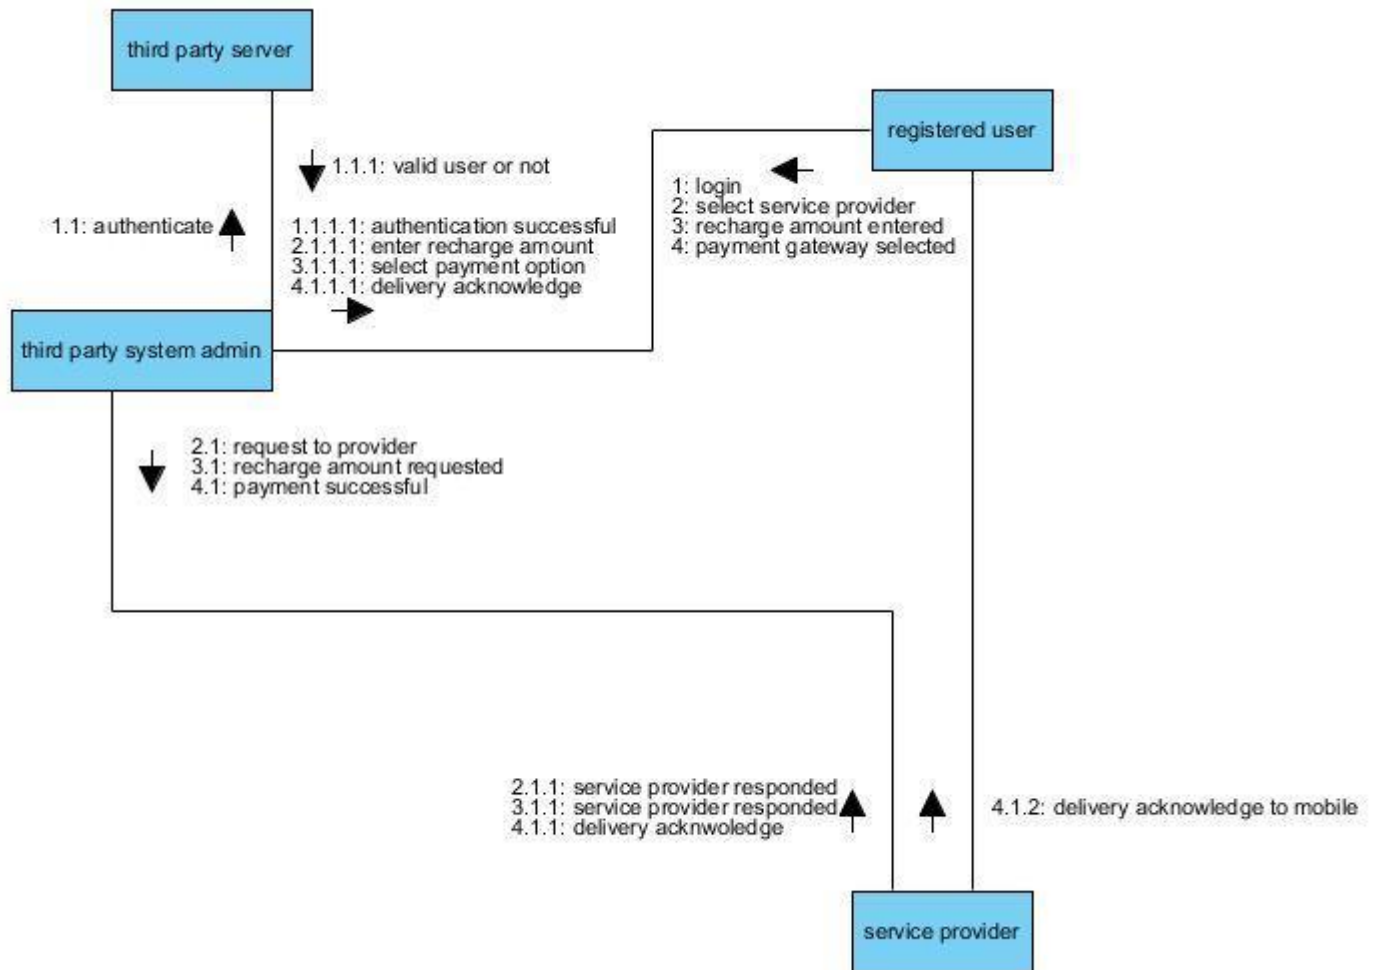 third party server
registered user
1.1.1: valid user or not
1: login
2: select service provider
3: recharge amount entered
4: payment gateway selected
1.1: authenticate
1.1.1.1: authentication successful
2.1.1.1: enter recharge amount
3.1.1.1: select payment option
4.1.1.1: delivery acknowledge
third party system admin
2.1: request to provider
3.1: recharge amount requested
4.1: payment successful
2.1.1: service provider responded
3.1.1: service provider responded
4.1.1: delivery acknwoledge
4.1.2: delivery acknowledge to mobile
service provider